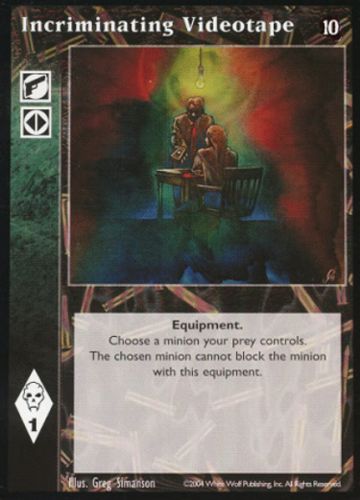 Incriminating Videotape 10
Equipment.
Choose a minion your prey controls.
The chosen minion cannot block the minion
with this equipment.
1
Illus. Greg Simanson ©2004 White Wolf Publishing, Inc. All Rights Reserved.